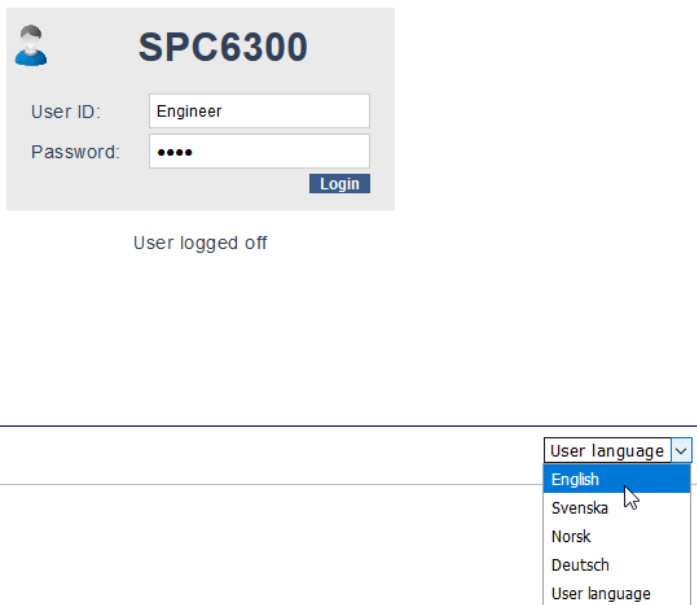 SPC6300
User ID: Engineer
Password: ••••
Login
User logged off
User language
English
Svenska
Norsk
Deutsch
User language